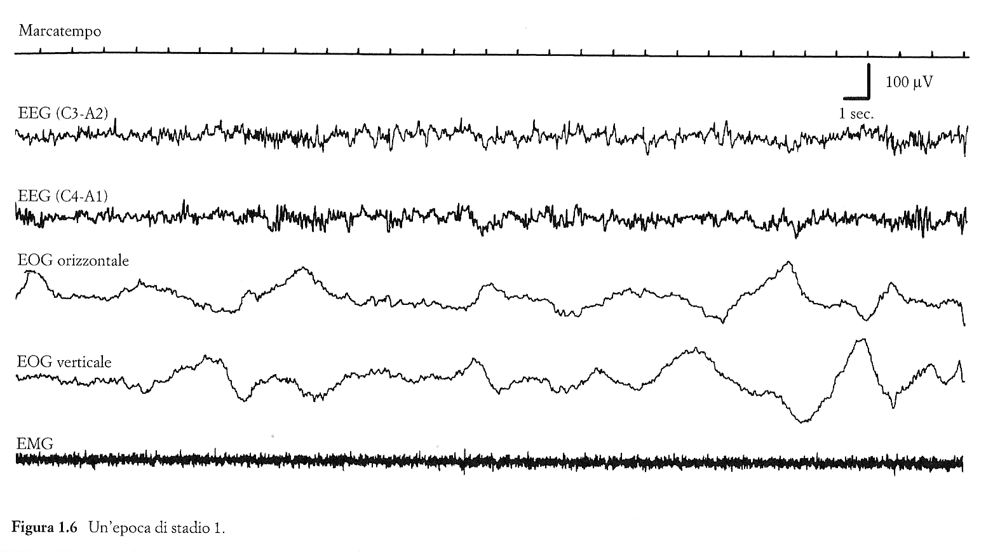 Marcatempo
100 µV
EEG (C3-A2)
1 sec.
EEG (C4-A1)
EOG orizzontale
EOG verticale
EMG
Figura 1.6 Un'epoca di stadio 1.